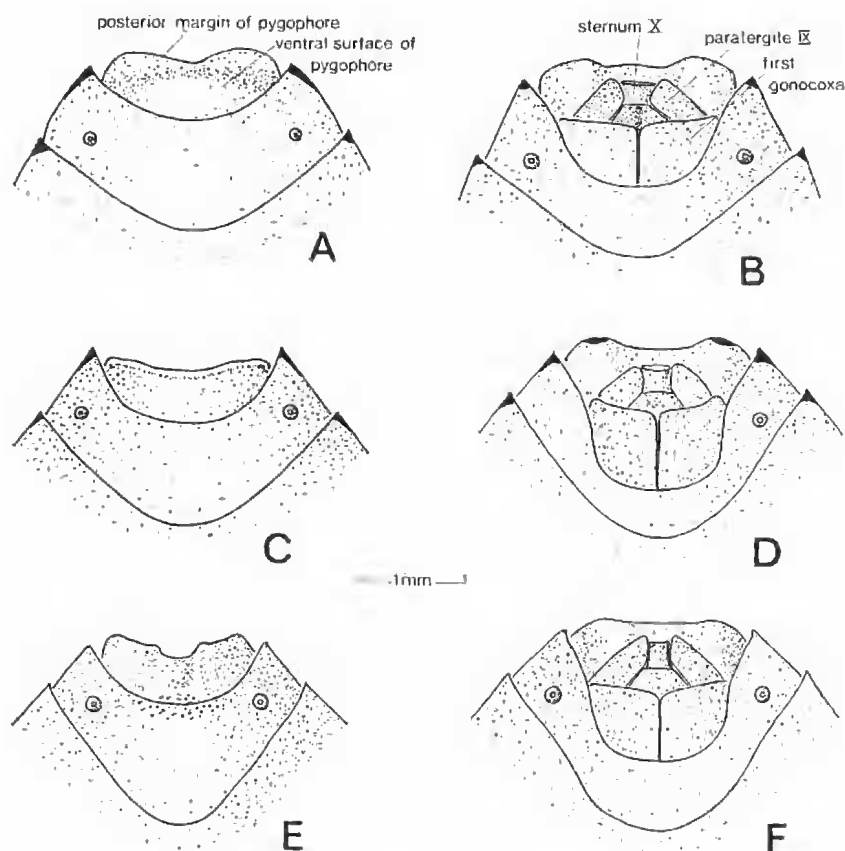 posterior margin of pygophore
ventral surface of
pygophore
sternum X
paratergite IX
first
gonocoxa
A
B
C
D
1mm
E
F